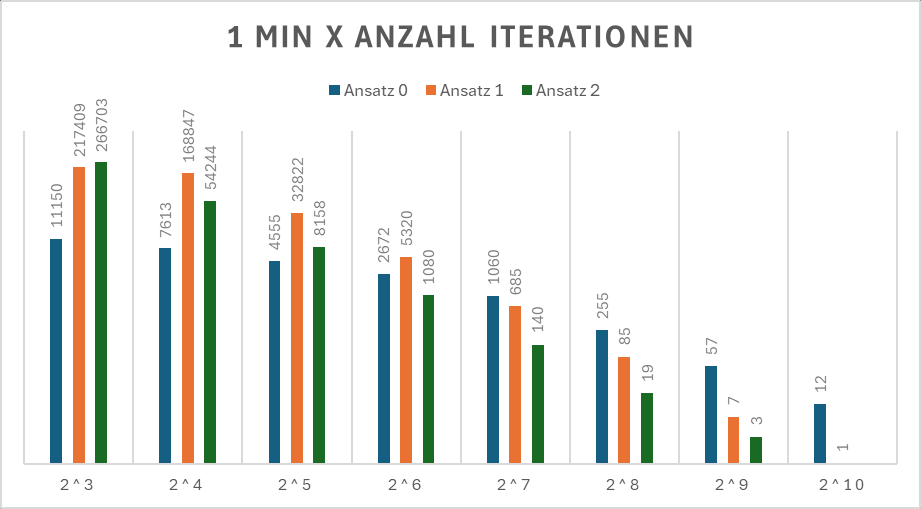 1 MIN X ANZAHL ITERATIONEN
Ansatz 0 Ansatz 1 Ansatz 2
11150 217409 266703
7613 168847 54244
4555 32822 8158
2672 5320 1080
1060 685 140
255 85 19
57 7 3
12 1
2^3 2^4 2^5 2^6 2^7 2^8 2^9 2^10